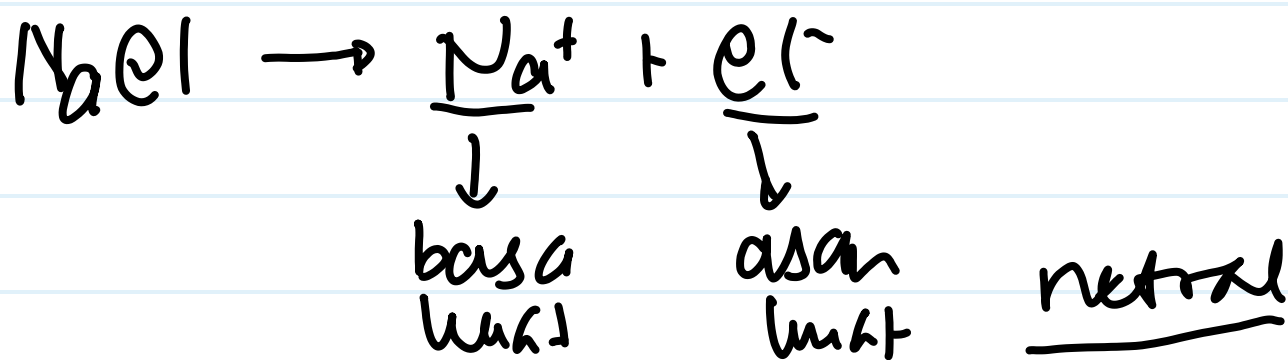 NaCl → Na⁺ + Cl⁻
↓ ↓
basa asam
kuat kuat netral